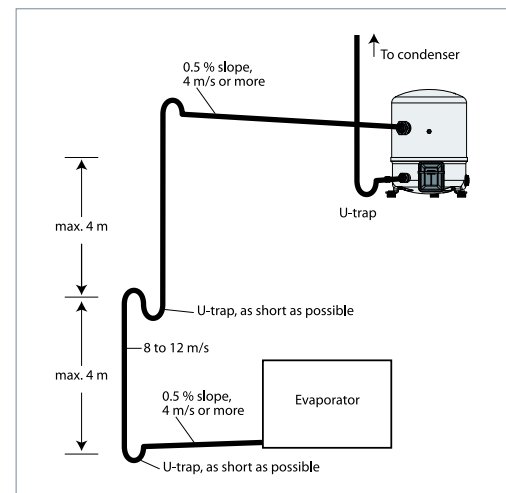 To condenser
0.5 % slope,
4 m/s or more
U-trap
max. 4 m
U-trap, as short as possible
8 to 12 m/s
max. 4 m
0.5 % slope,
4 m/s or more
Evaporator
U-trap, as short as possible